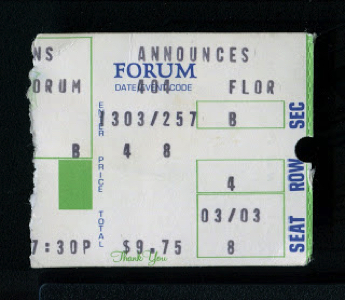 NS ANNOUNCES
FORUM
ORUM 404 FLOR
DATE/EVENT CODE
1303/257 B SEC
B 4 8
ENTER PRICE TOTAL
4 ROW
03/03
7:30P $9.75 8 SEAT
Thank You